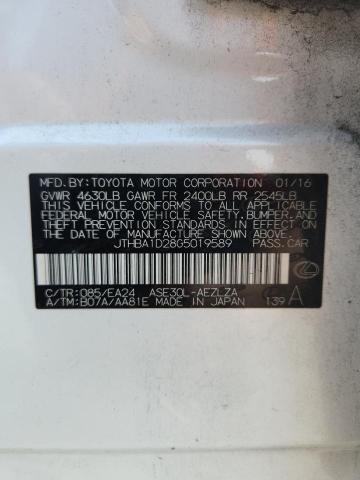 MFD.BY:TOYOTA MOTOR CORPORATION 01/16
GVWR 4630LB GAWR FR 2400LB RR 2545LB
THIS VEHICLE CONFORMS TO ALL APPLICABLE
FEDERAL MOTOR VEHICLE SAFETY,BUMPER,AND
THEFT PREVENTION STANDARDS IN EFFECT ON
THE DATE OF MANUFACTURE SHOWN ABOVE.
JTHBA1D28G5019589 PASS.CAR
C/TR:085/EA24 ASE30L-AEZLZA
A/TM:B07A/AA81E MADE IN JAPAN 139 A